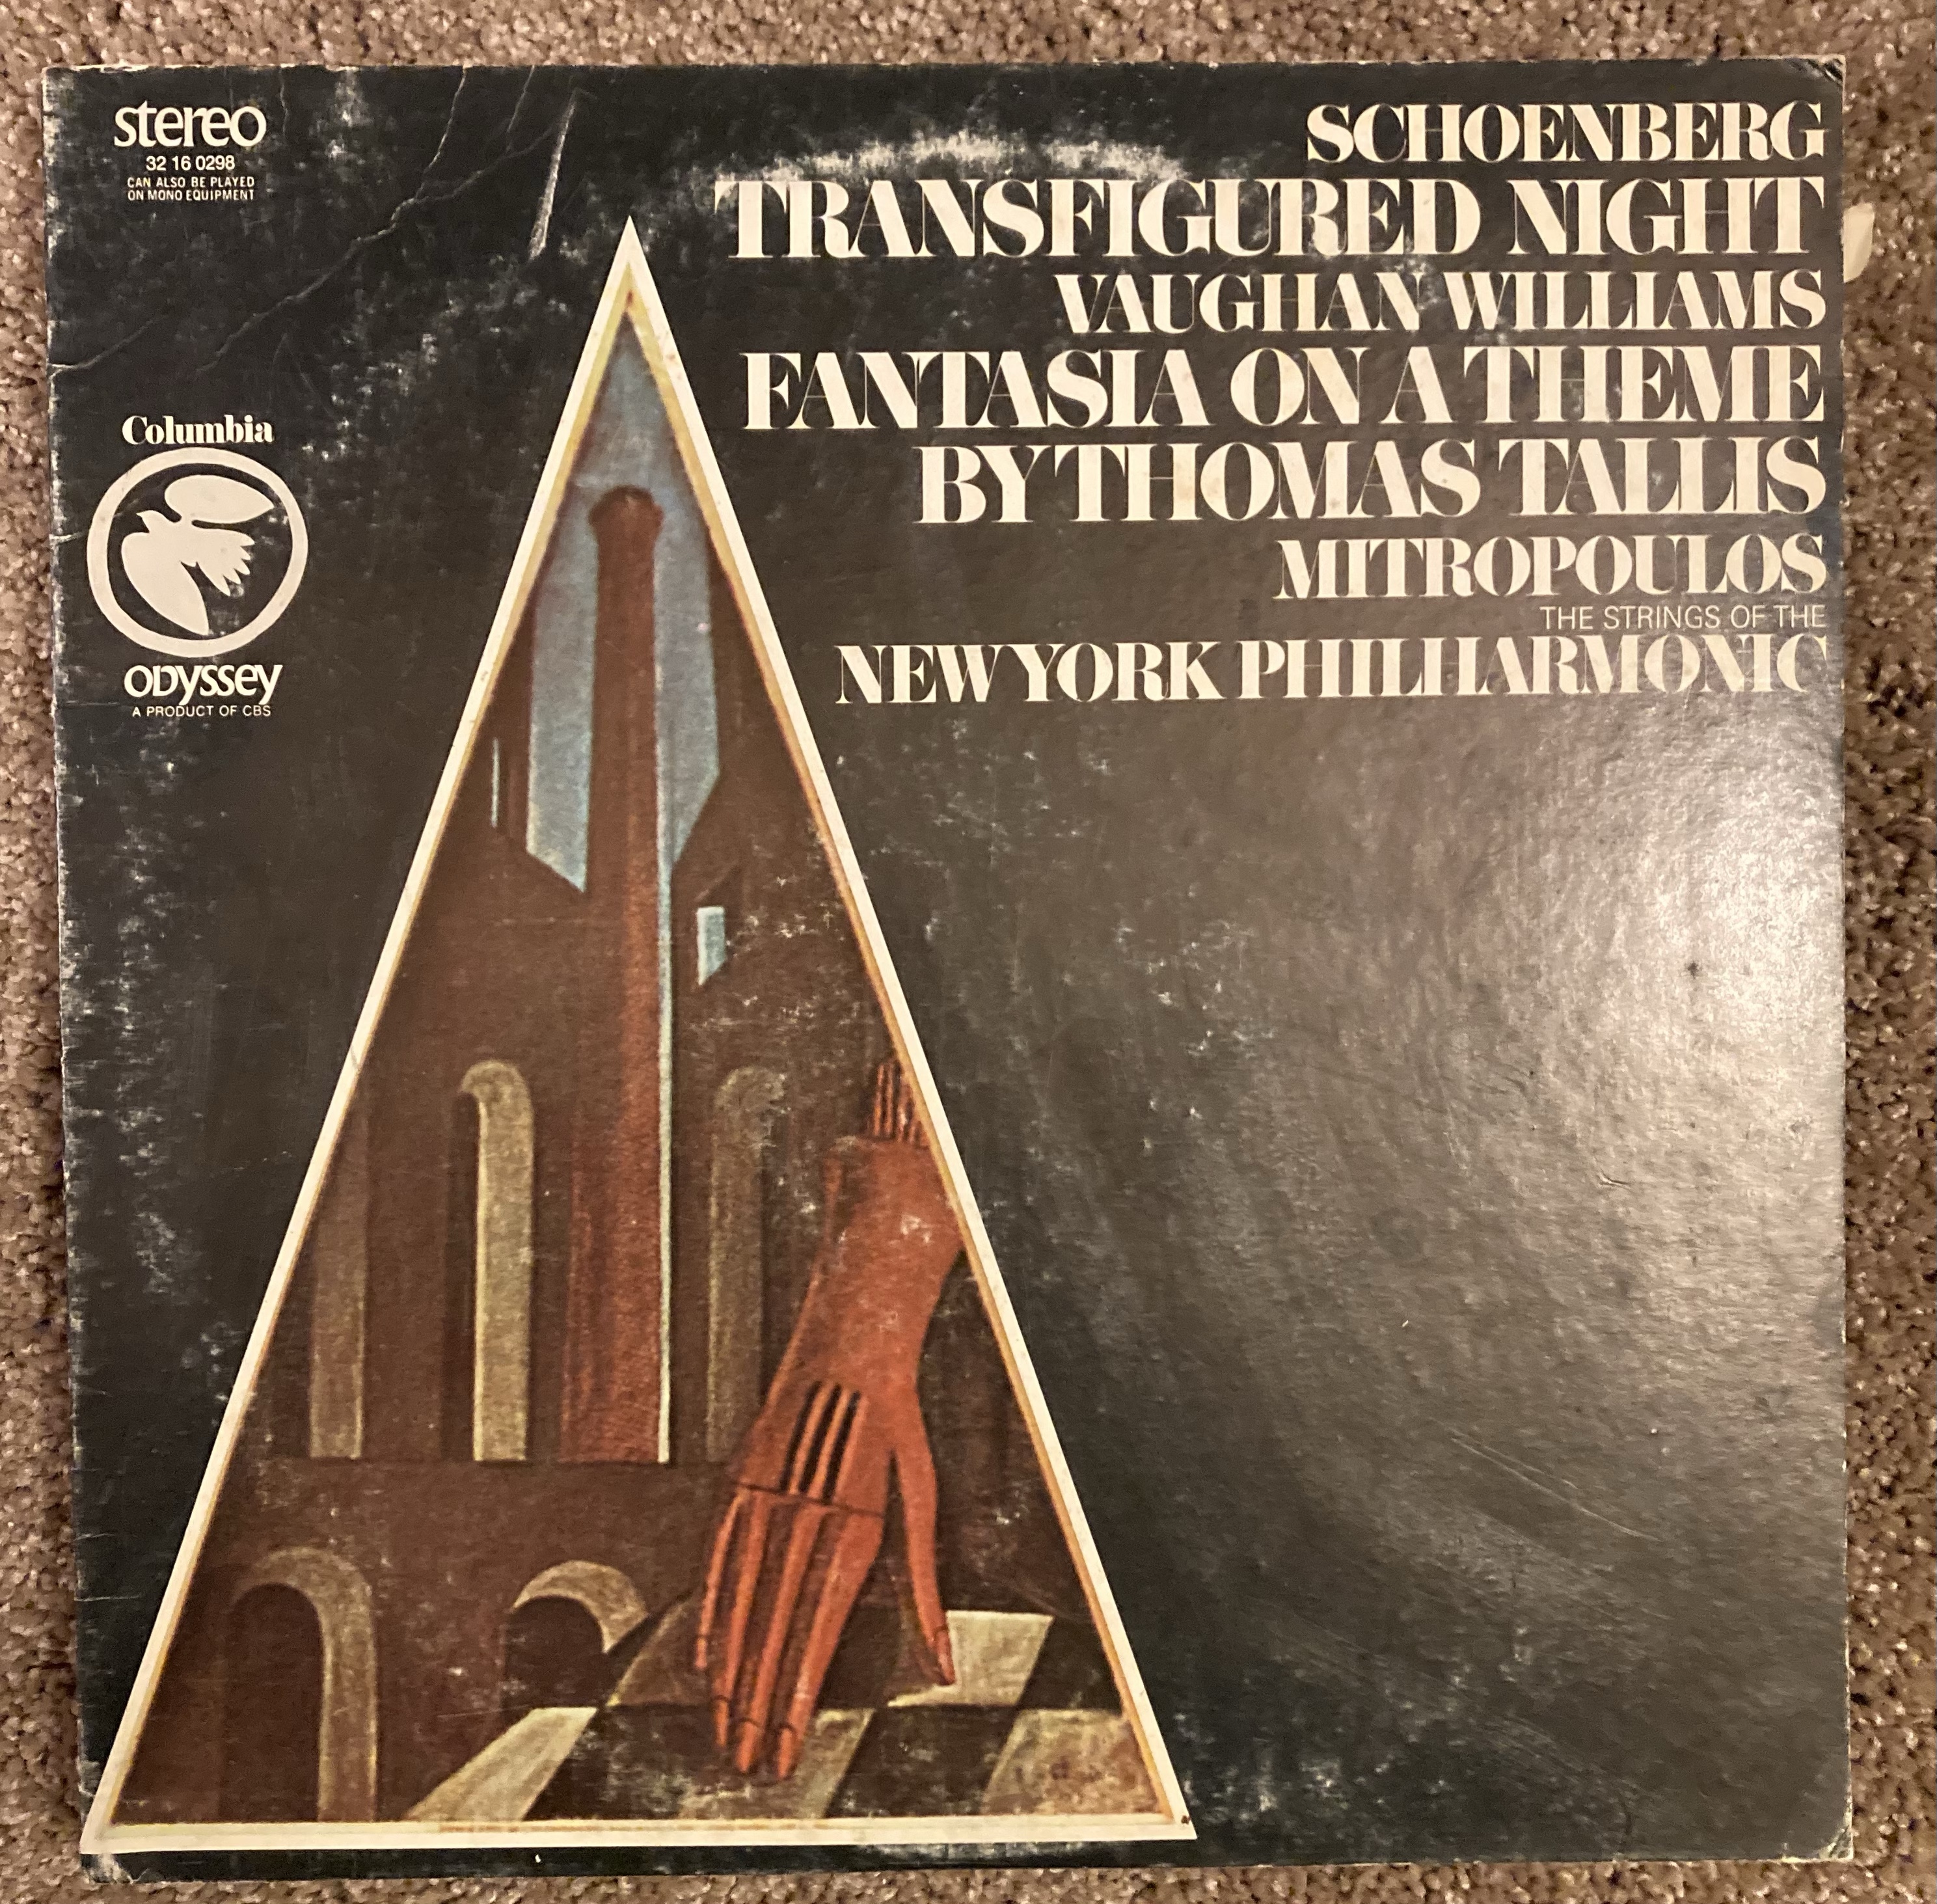 stereo
32 16 0298
CAN ALSO BE PLAYED
ON MONO EQUIPMENT
SCHOENBERG
TRANSFIGURED NIGHT
VAUGHAN WILLIAMS
FANTASIA ON A THEME
BY THOMAS TALLIS
MITROPOULOS
THE STRINGS OF THE
NEW YORK PHILHARMONIC
Columbia
ODYSSEY
A PRODUCT OF CBS